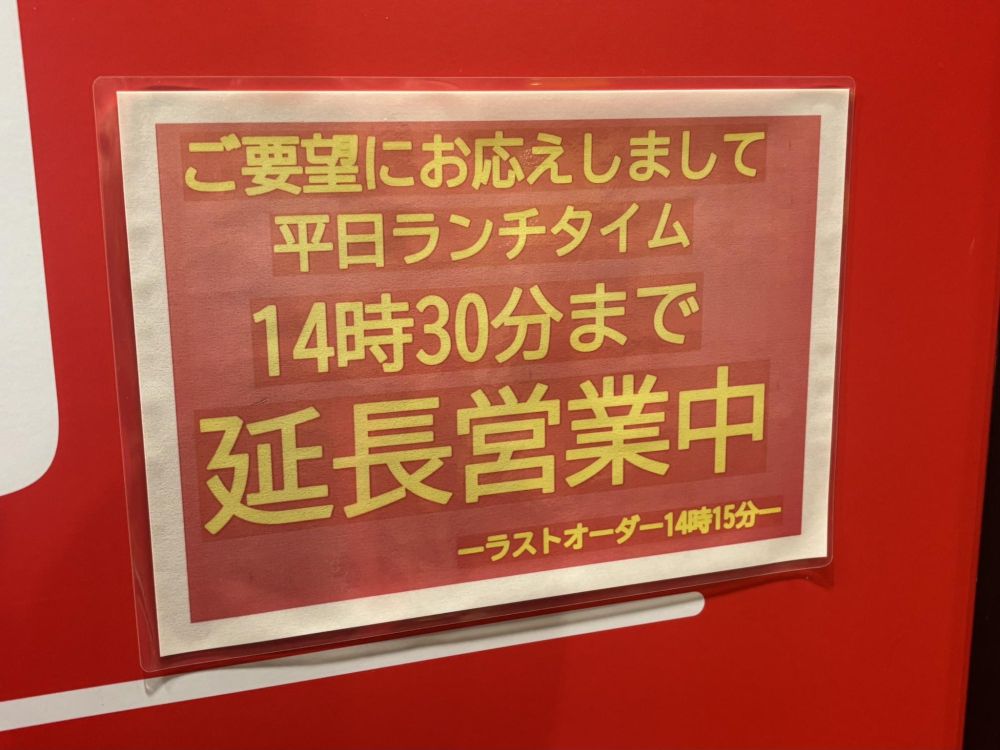 ご要望にお応えしまして
平日ランチタイム
14時30分まで
延長営業中
ーラストオーダー14時15分ー